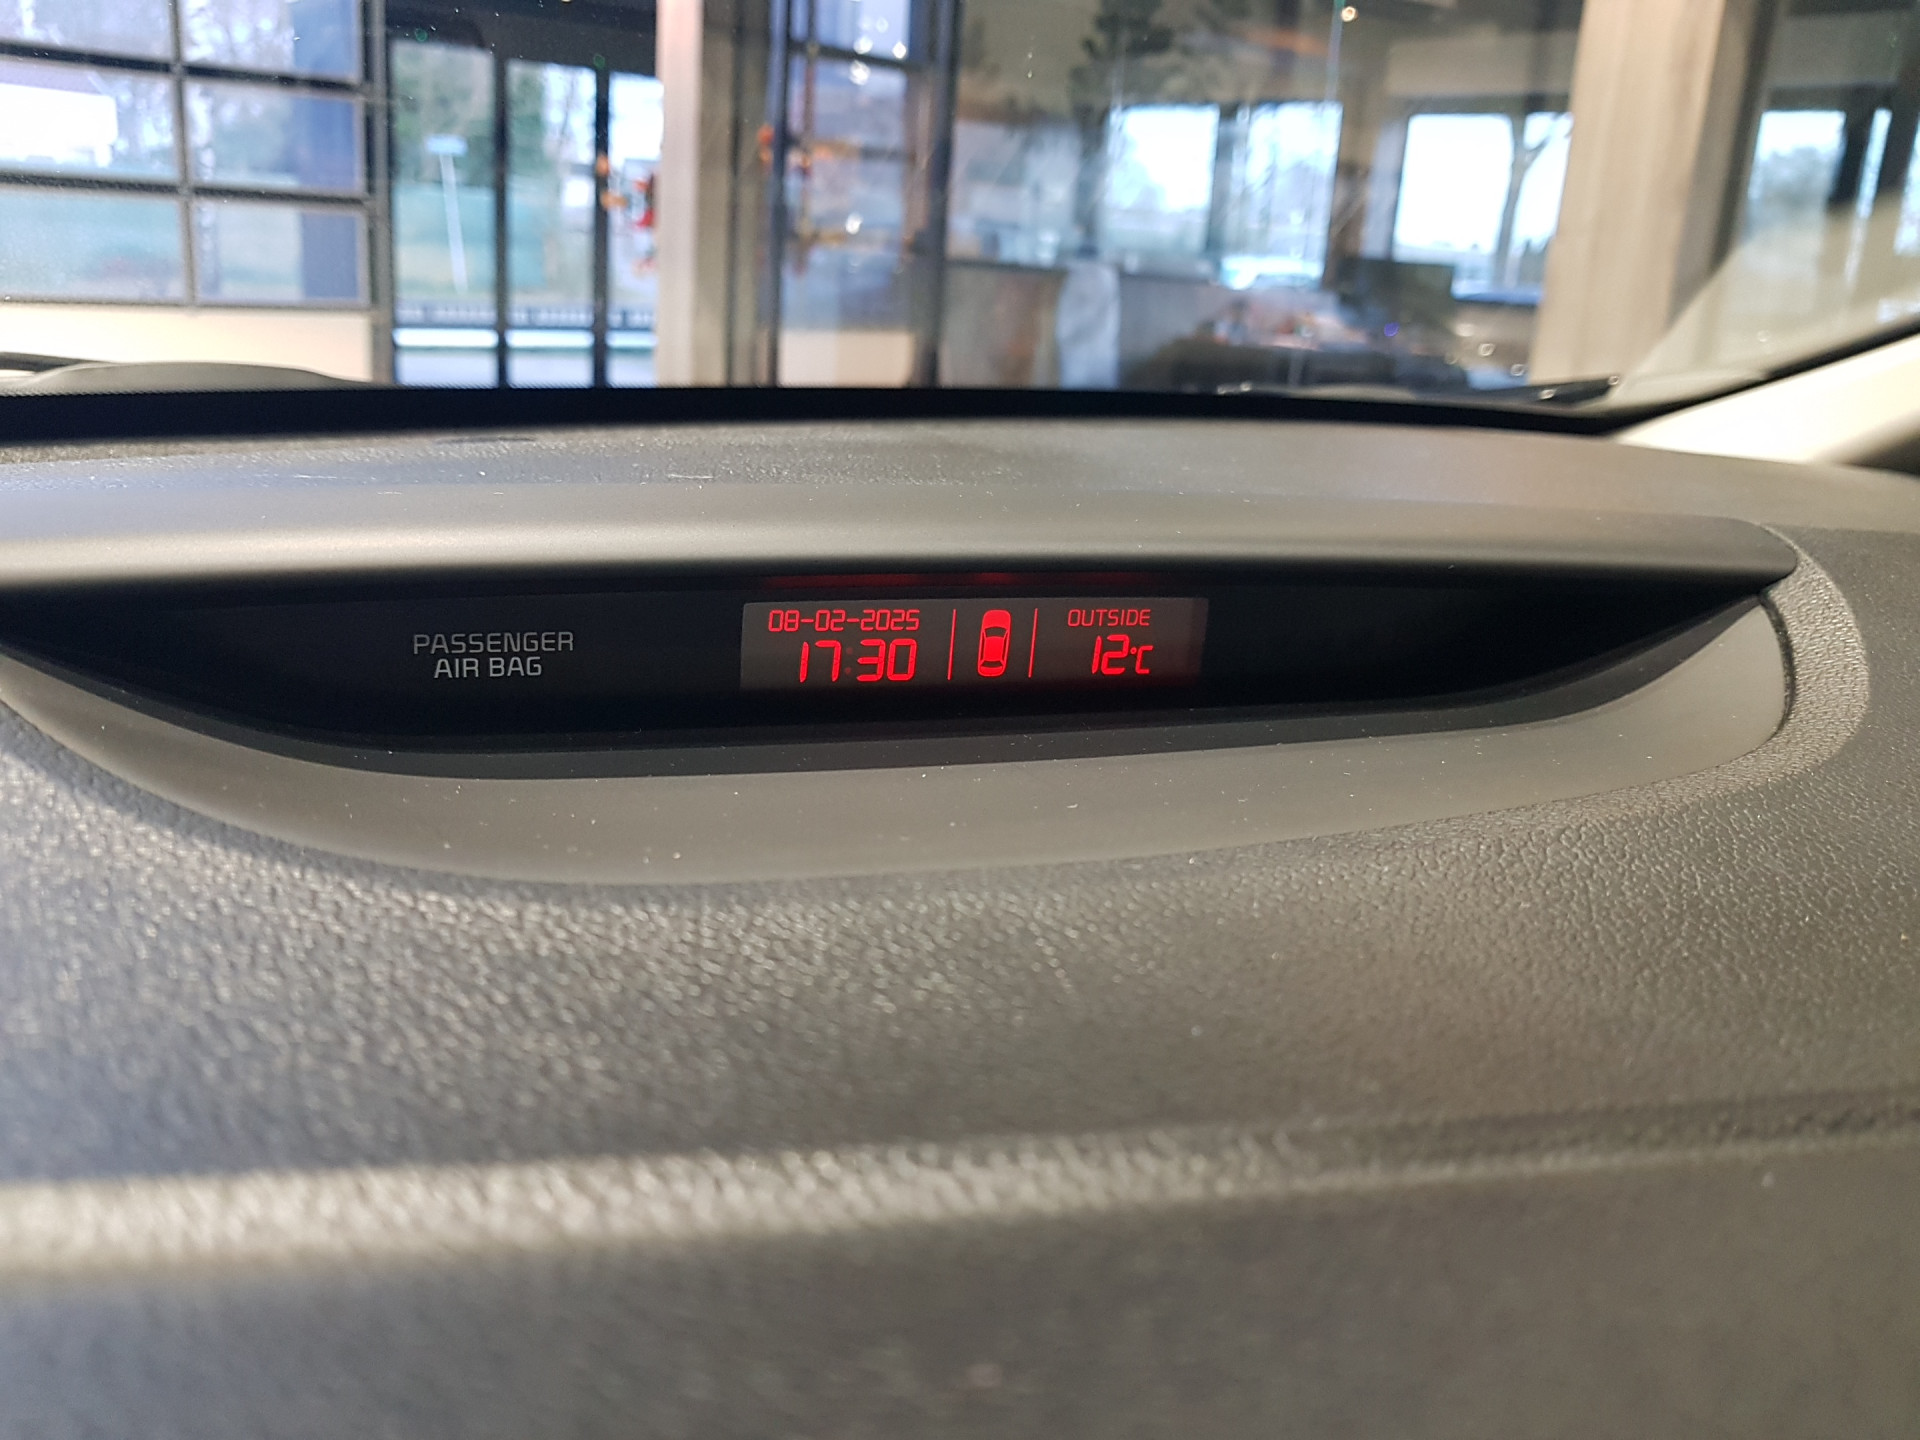 PASSENGER
AIR BAG
08-02-2025
17:30
OUTSIDE
12°C